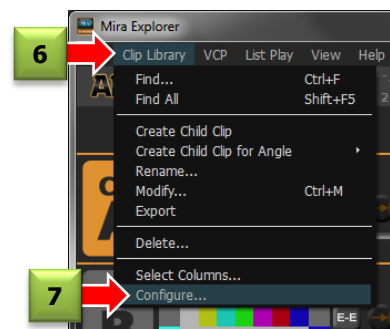 Mira Explorer
6
Clip Library VCP List Play View Help
Find... Ctrl+F
Find All Shift+F5
Create Child Clip
Create Child Clip for Angle
Rename...
Modify... Ctrl+M
Export
Delete...
Select Columns...
7
Configure...
E-E